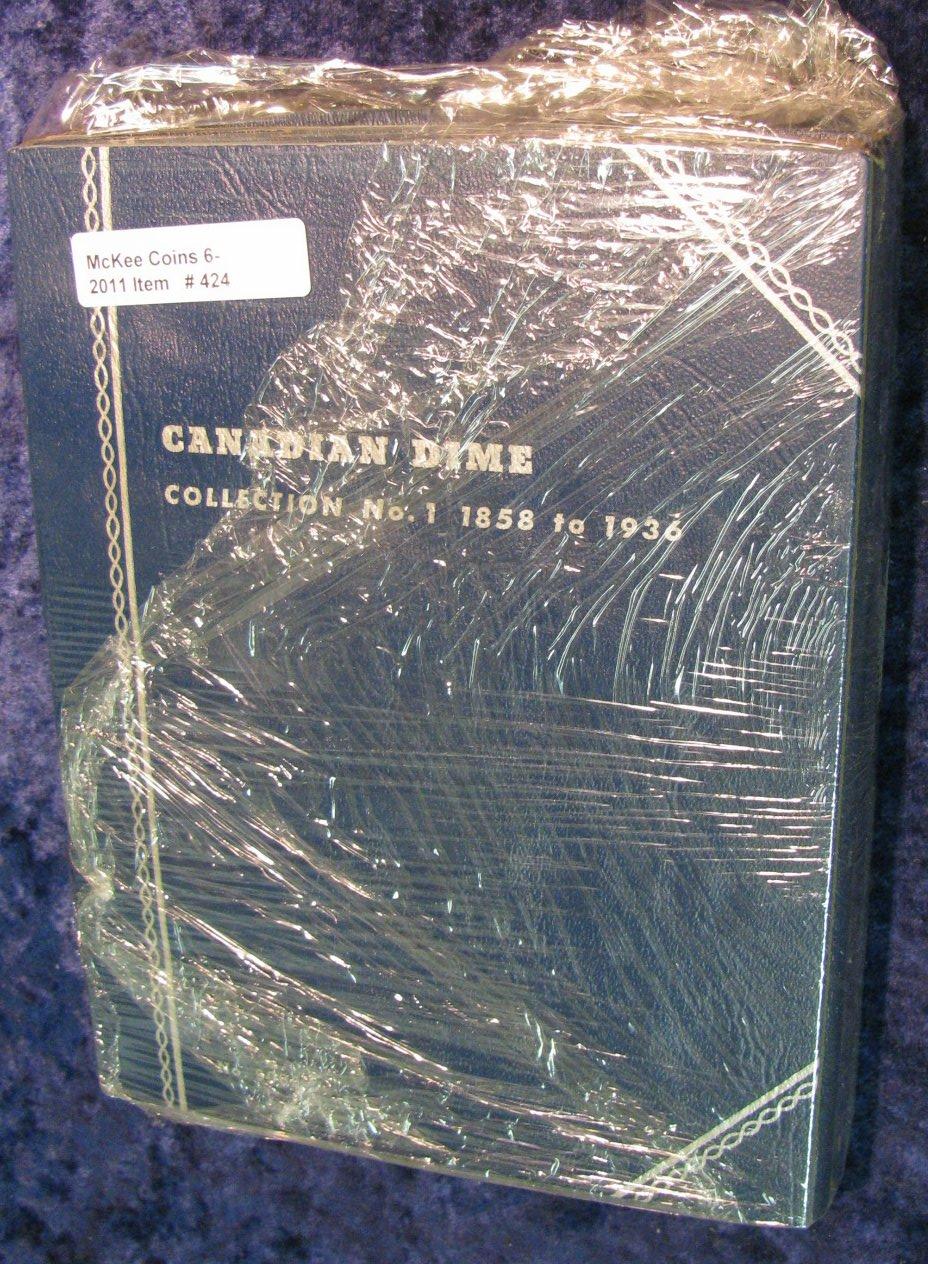 McKee Coins 6-
2011 Item # 424
CANADIAN DIME
COLLECTION No. 1 1858 to 1936